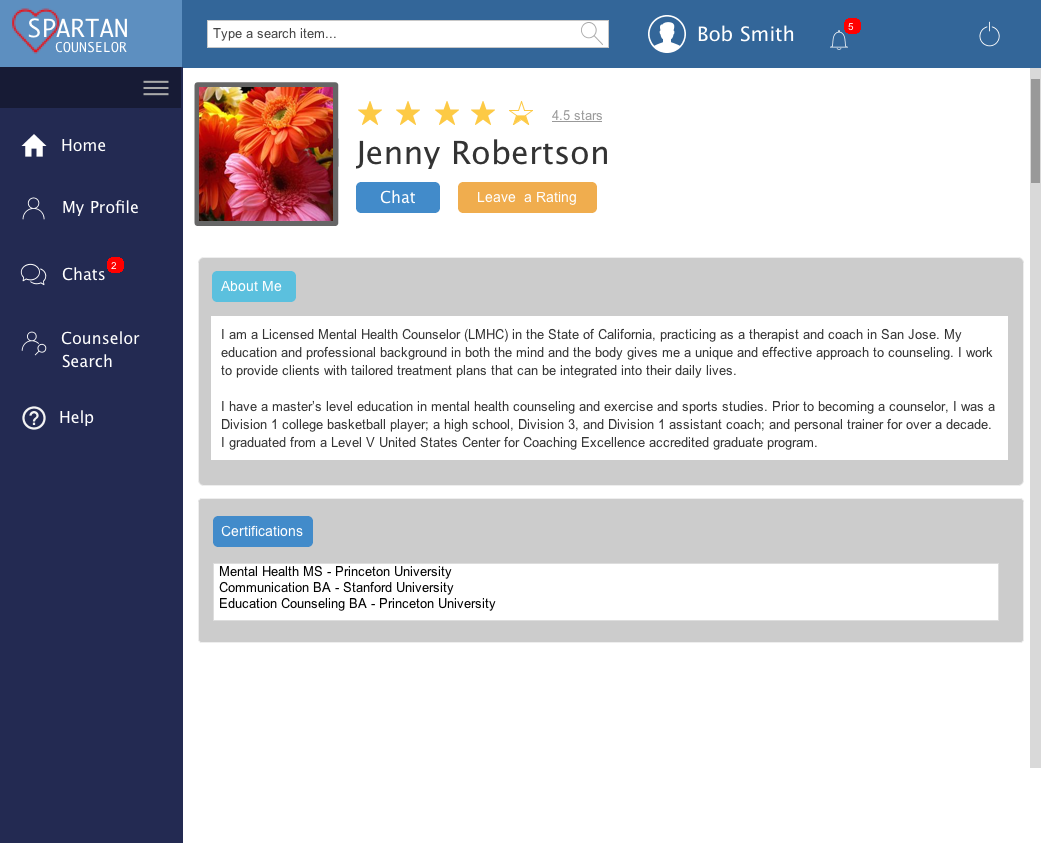 SPARTAN
COUNSELOR
Type a search item...
Bob Smith
5
Home
My Profile
Chats
2
Counselor
Search
Help
4.5 stars
Jenny Robertson
Chat
Leave a Rating
About Me
I am a Licensed Mental Health Counselor (LMHC) in the State of California, practicing as a therapist and coach in San Jose. My
education and professional background in both the mind and the body gives me a unique and effective approach to counseling. I work
to provide clients with tailored treatment plans that can be integrated into their daily lives.
I have a master's level education in mental health counseling and exercise and sports studies. Prior to becoming a counselor, I was a
Division 1 college basketball player; a high school, Division 3, and Division 1 assistant coach; and personal trainer for over a decade.
I graduated from a Level V United States Center for Coaching Excellence accredited graduate program.
Certifications
Mental Health MS - Princeton University
Communication BA - Stanford University
Education Counseling BA - Princeton University